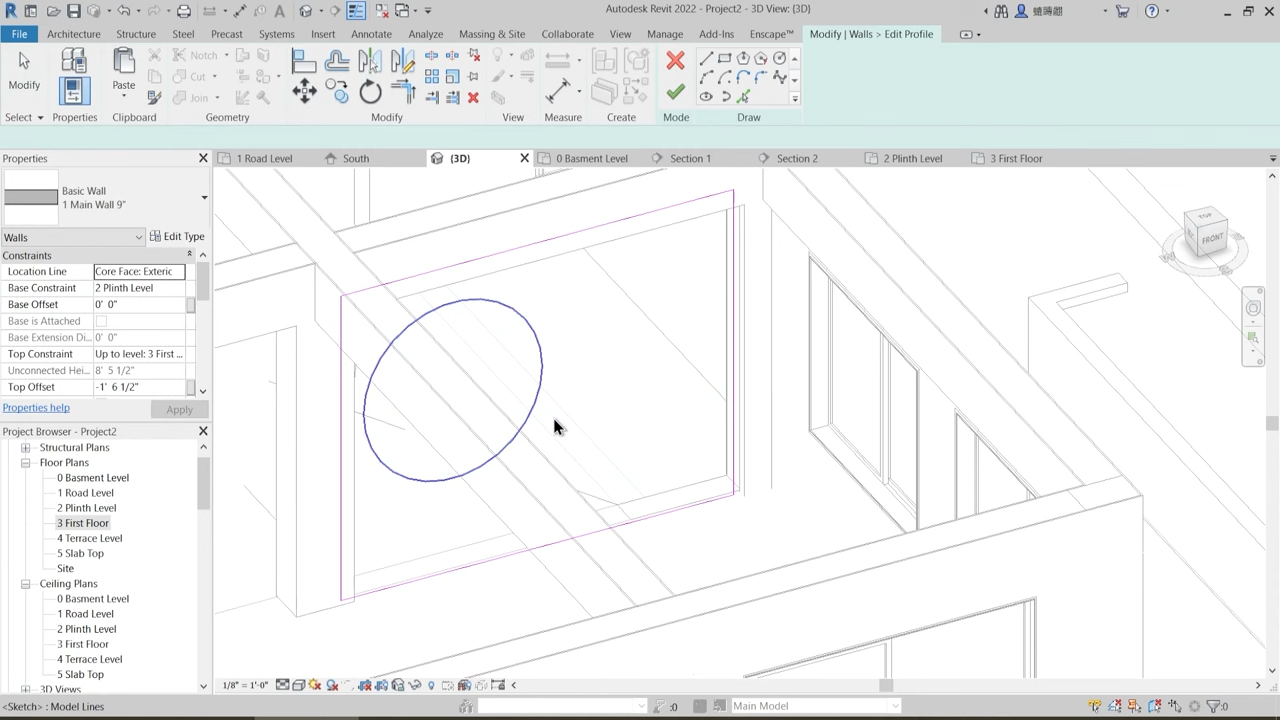 Autodesk Revit 2022 - Project2 - 3D View: {3D}
File Architecture Structure Steel Precast Systems Insert Annotate Analyze Massing & Site Collaborate View Manage Add-Ins Enscape™ Modify | Walls > Edit Profile
Notch
Cut
Join
Modify Paste
Select Properties Clipboard Geometry Modify View Measure Create Mode Draw
Properties
1 Road Level South {3D} 0 Basment Level Section 1 Section 2 2 Plinth Level 3 First Floor
Basic Wall
1 Main Wall 9"
Walls Edit Type
Constraints
Location Line Core Face: Exteric
Base Constraint 2 Plinth Level
Base Offset 0' 0"
Base is Attached
Base Extension Di... 0' 0"
Top Constraint Up to level: 3 First ...
Unconnected Hei... 8' 5 1/2"
Top Offset -1' 6 1/2"
Properties help Apply
Project Browser - Project2
Structural Plans
Floor Plans
0 Basment Level
1 Road Level
2 Plinth Level
3 First Floor
4 Terrace Level
5 Slab Top
Site
Ceiling Plans
0 Basment Level
1 Road Level
2 Plinth Level
3 First Floor
4 Terrace Level
5 Slab Top
3D Views
TOP
FRONT
1/8" = 1'-0"
<Sketch> : Model Lines :0 Main Model :0